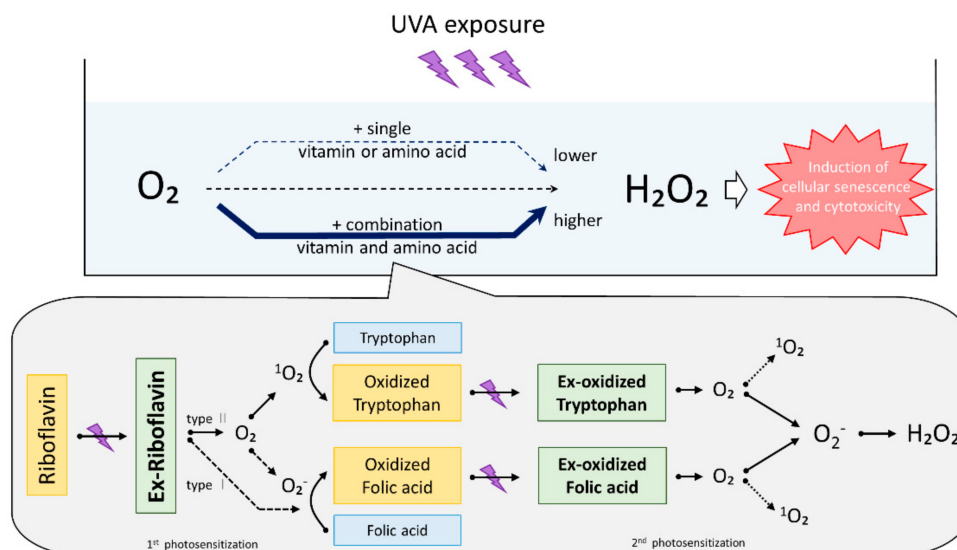 UVA exposure
+ single
vitamin or amino acid
lower
O₂
H₂O₂
Induction of
cellular senescence
and cytotoxicity
higher
+ combination
vitamin and amino acid
Riboflavin
Ex-Riboflavin
type II
type I
O₂
¹O₂
O₂⁻
Tryptophan
Oxidized
Tryptophan
Oxidized
Folic acid
Folic acid
Ex-oxidized
Tryptophan
Ex-oxidized
Folic acid
O₂
¹O₂
O₂
¹O₂
O₂⁻
H₂O₂
1st photosensitization
2nd photosensitization